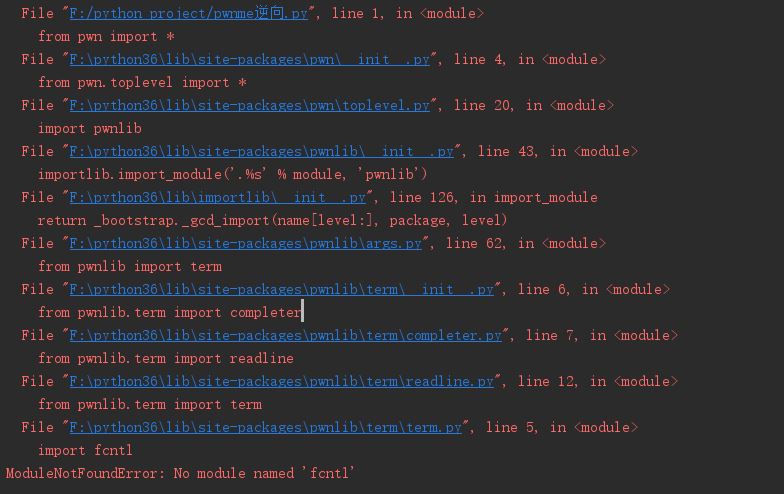 File "F:/python project/pwnme逆向.py", line 1, in <module>
from pwn import *
File "F:\python36\lib\site-packages\pwn\__init__.py", line 4, in <module>
from pwn.toplevel import *
File "F:\python36\lib\site-packages\pwn\toplevel.py", line 20, in <module>
import pwnlib
File "F:\python36\lib\site-packages\pwnlib\__init__.py", line 43, in <module>
importlib.import_module('.%s' % module, 'pwnlib')
File "F:\python36\lib\importlib\__init__.py", line 126, in import_module
return _bootstrap._gcd_import(name[level:], package, level)
File "F:\python36\lib\site-packages\pwnlib\args.py", line 62, in <module>
from pwnlib import term
File "F:\python36\lib\site-packages\pwnlib\term\__init__.py", line 6, in <module>
from pwnlib.term import completer
File "F:\python36\lib\site-packages\pwnlib\term\completer.py", line 7, in <module>
from pwnlib.term import readline
File "F:\python36\lib\site-packages\pwnlib\term\readline.py", line 12, in <module>
from pwnlib.term import term
File "F:\python36\lib\site-packages\pwnlib\term\term.py", line 5, in <module>
import fcntl
ModuleNotFoundError: No module named 'fcntl'